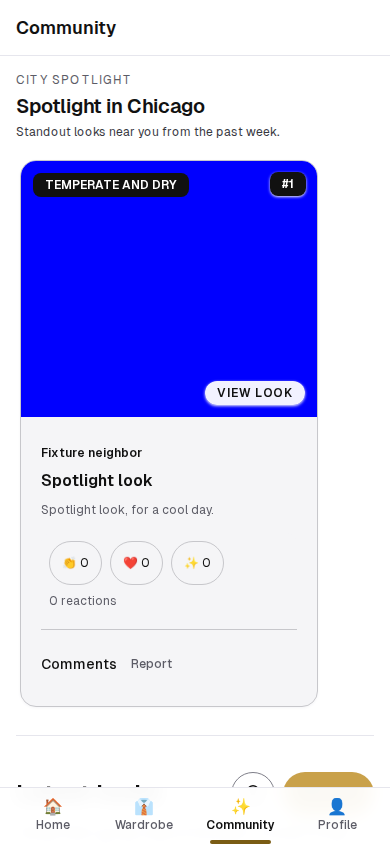 Community
CITY SPOTLIGHT
Spotlight in Chicago
Standout looks near you from the past week.
TEMPERATE AND DRY
#1
VIEW LOOK
Fixture neighbor
Spotlight look
Spotlight look, for a cool day.
👏 0 ❤️ 0 ✨ 0
0 reactions
Comments Report
Home Wardrobe Community Profile